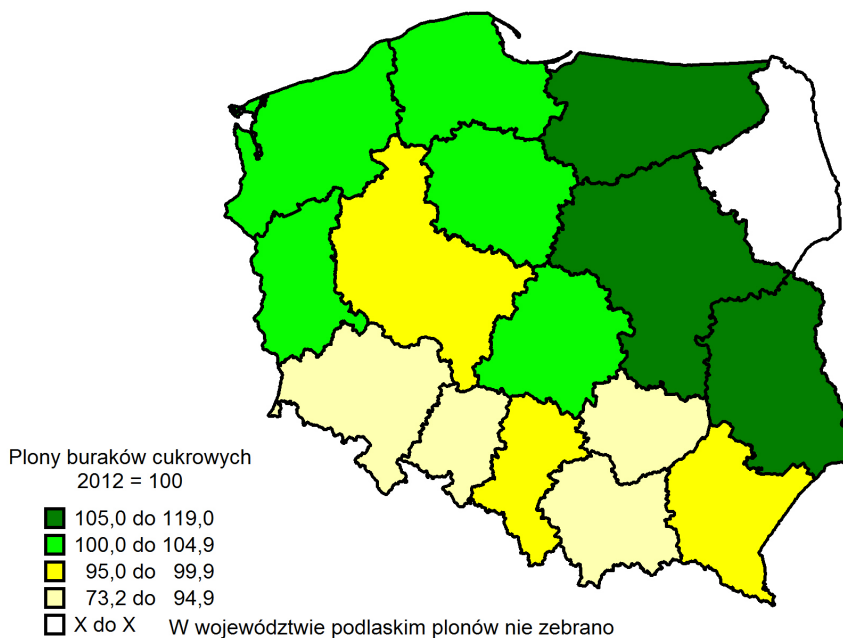 Plony buraków cukrowych
2012 = 100
105,0 do 119,0
100,0 do 104,9
95,0 do 99,9
73,2 do 94,9
X do X
W województwie podlaskim plonów nie zebrano